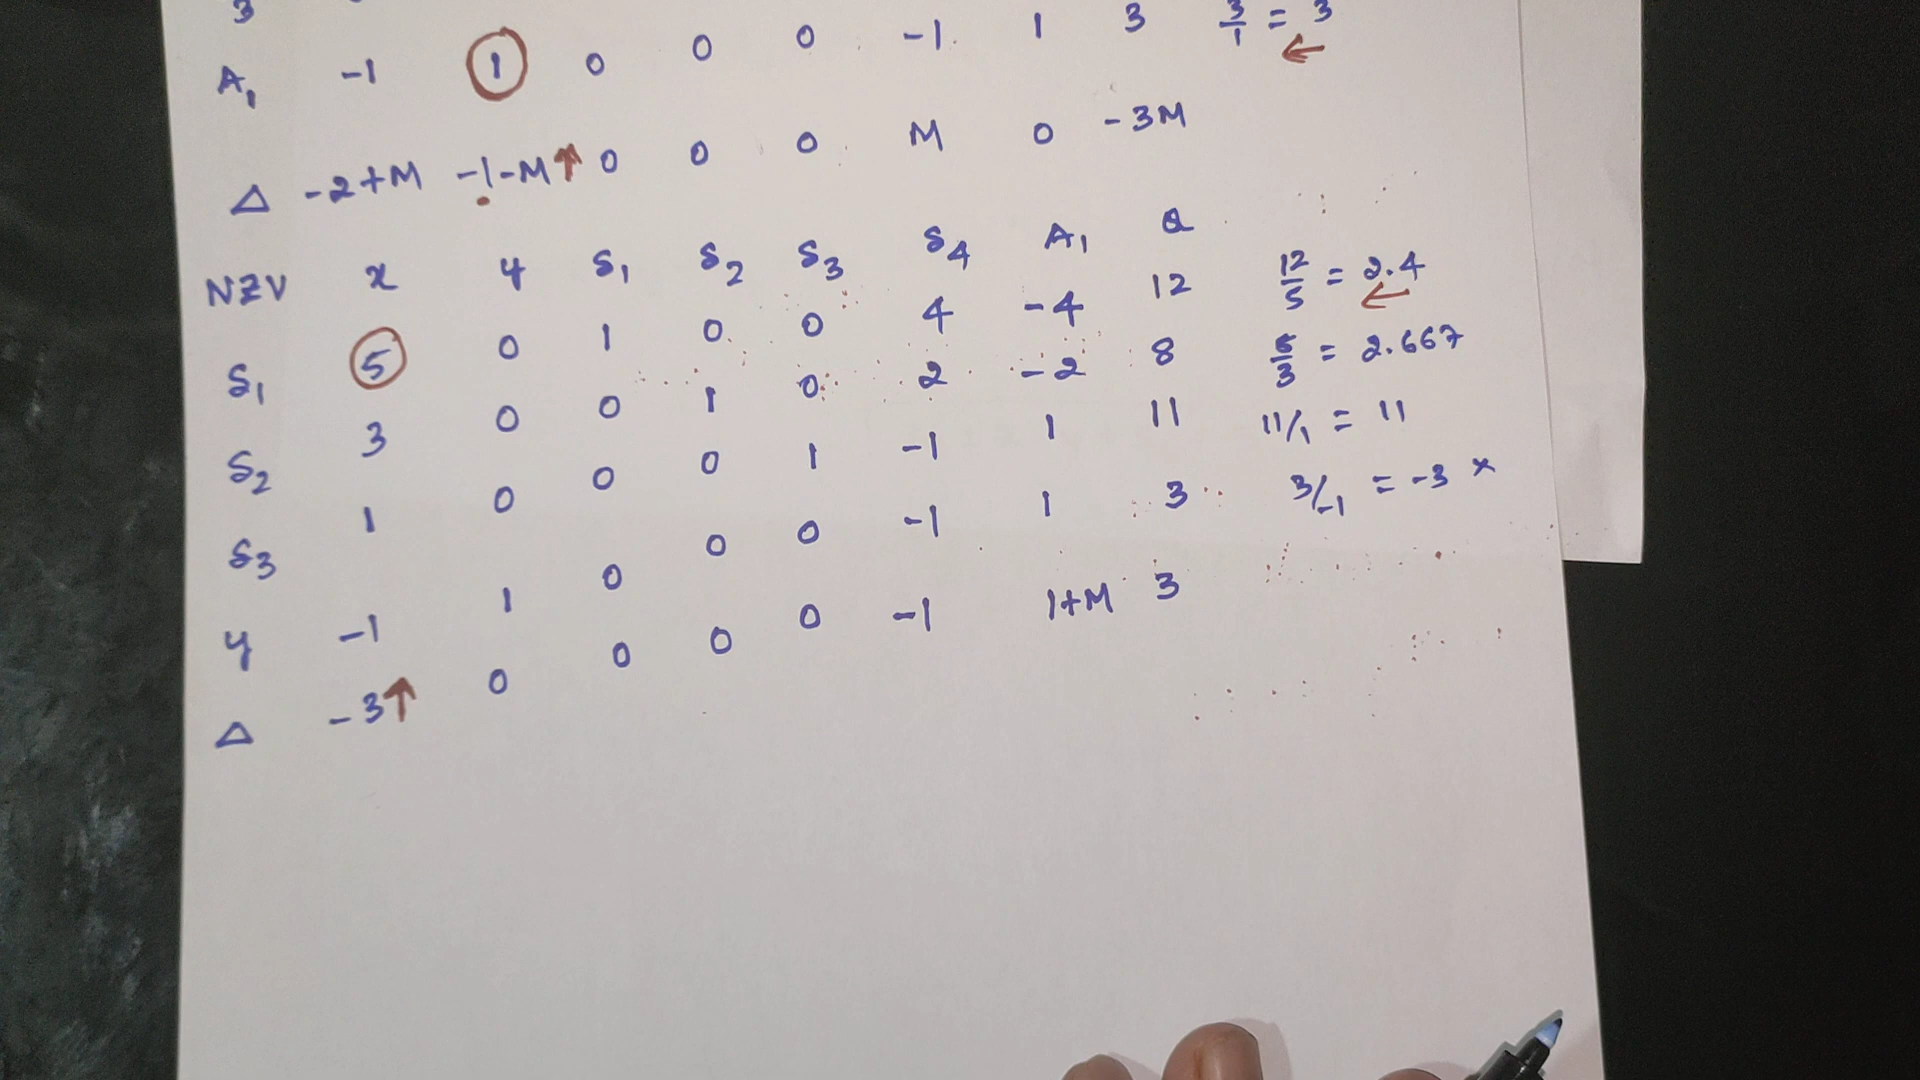 3
A₁ -1 1 0 0 0 -1 1 3 3/1 = 3 ←
Δ -2+M -1-M↑ 0 0 0 M 0 -3M
NZV x y S₁ S₂ S₃ S₄ A₁ Q
S₁ 5 0 1 0 0 4 -4 12 12/5 = 2.4 ←
S₂ 3 0 0 1 0 2 -2 8 8/3 = 2.667
S₃ 1 0 0 0 1 -1 1 11 11/1 = 11
y -1 1 0 0 0 -1 1 3 3/-1 = -3 ×
Δ -3↑ 0 0 0 0 -1 1+M 3